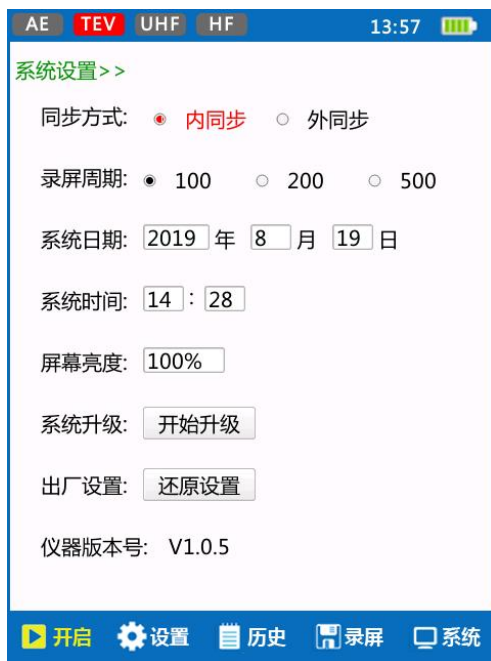 AE TEV UHF HF 13:57
系统设置>>
同步方式: 内同步 外同步
录屏周期: 100 200 500
系统日期: 2019 年 8 月 19 日
系统时间: 14 : 28
屏幕亮度: 100%
系统升级: 开始升级
出厂设置: 还原设置
仪器版本号: V1.0.5
开启 设置 历史 录屏 系统